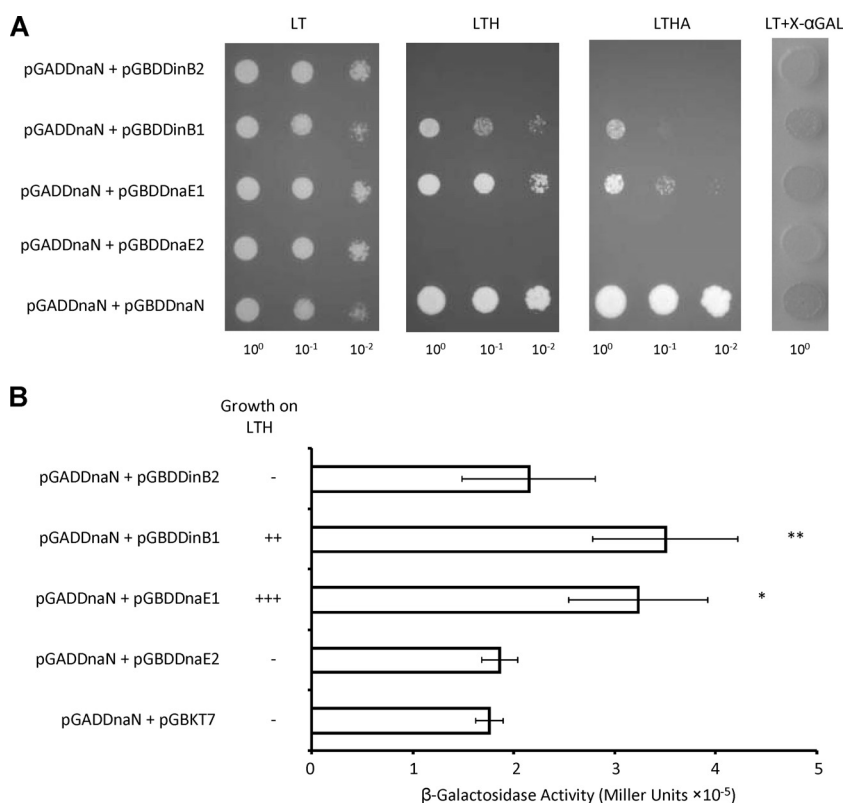 A
LT LTH LTHA LT+X-αGAL
pGADDnaN + pGBDDinB2
pGADDnaN + pGBDDinB1
pGADDnaN + pGBDDnaE1
pGADDnaN + pGBDDnaE2
pGADDnaN + pGBDDnaN
10⁰ 10⁻¹ 10⁻² 10⁰ 10⁻¹ 10⁻² 10⁰ 10⁻¹ 10⁻² 10⁰
B
Growth on
LTH
pGADDnaN + pGBDDinB2 -
pGADDnaN + pGBDDinB1 ++ **
pGADDnaN + pGBDDnaE1 +++ *
pGADDnaN + pGBDDnaE2 -
pGADDnaN + pGBKT7 -
0 1 2 3 4 5
β-Galactosidase Activity (Miller Units ×10⁻⁵)